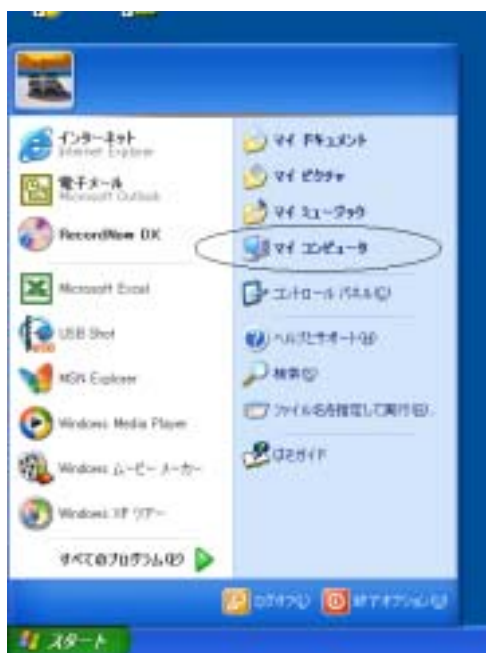 インターネット
Internet Explorer
電子メール
Microsoft Outlook
RecordNow DX
Microsoft Excel
USB Shot
MSN Explorer
Windows Media Player
Windows ムービー メーカー
Windows XP ツアー
すべてのプログラム(P)
マイ ドキュメント
マイ ピクチャ
マイ ミュージック
マイ コンピュータ
コントロール パネル(C)
ヘルプとサポート(H)
検索(S)
ファイル名を指定して実行(R)...
ログオフ(L)
終了オプション(U)
スタート